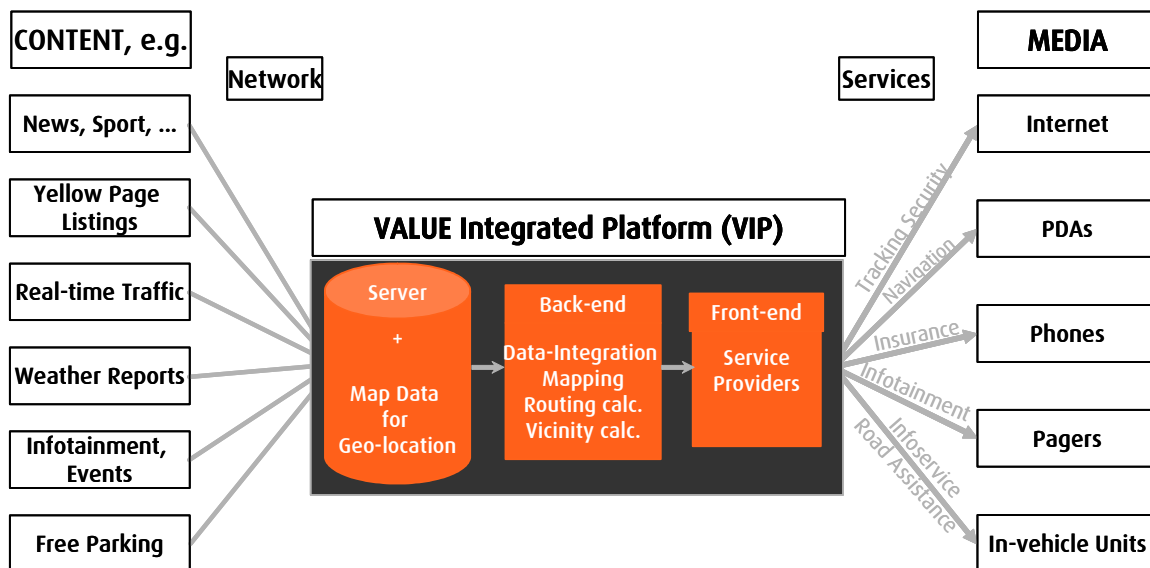 CONTENT, e.g.
Network
Services
MEDIA
News, Sport, ...
Yellow Page
Listings
Real-time Traffic
Weather Reports
Infotainment,
Events
Free Parking
VALUE Integrated Platform (VIP)
Server
+
Map Data
for
Geo-location
Back-end
Data-Integration
Mapping
Routing calc.
Vicinity calc.
Front-end
Service
Providers
Tracking Security
Navigation
Insurance
Infotainment
Infoservice
Road Assistance
Internet
PDAs
Phones
Pagers
In-vehicle Units